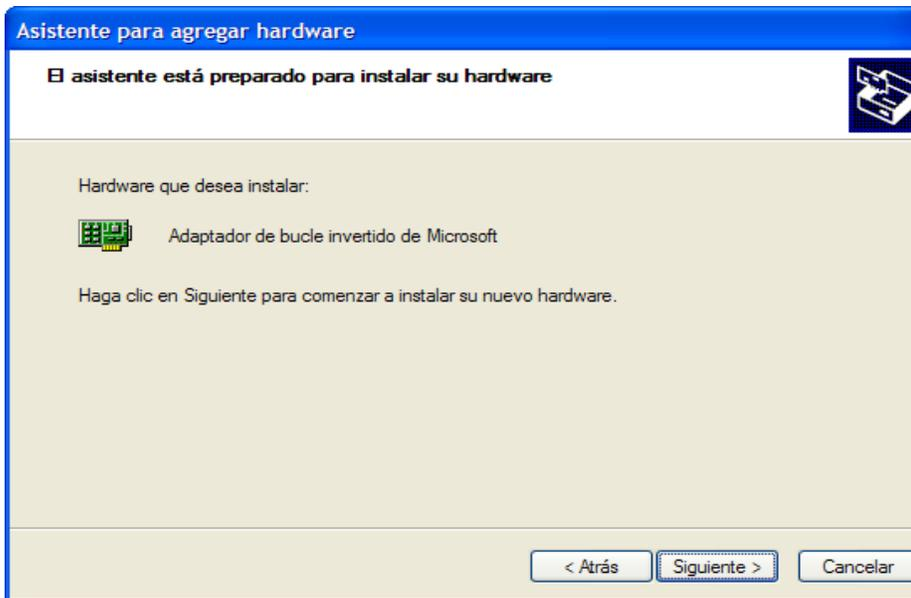 Asistente para agregar hardware
El asistente está preparado para instalar su hardware
Hardware que desea instalar:
Adaptador de bucle invertido de Microsoft
Haga clic en Siguiente para comenzar a instalar su nuevo hardware.
< Atrás Siguiente > Cancelar